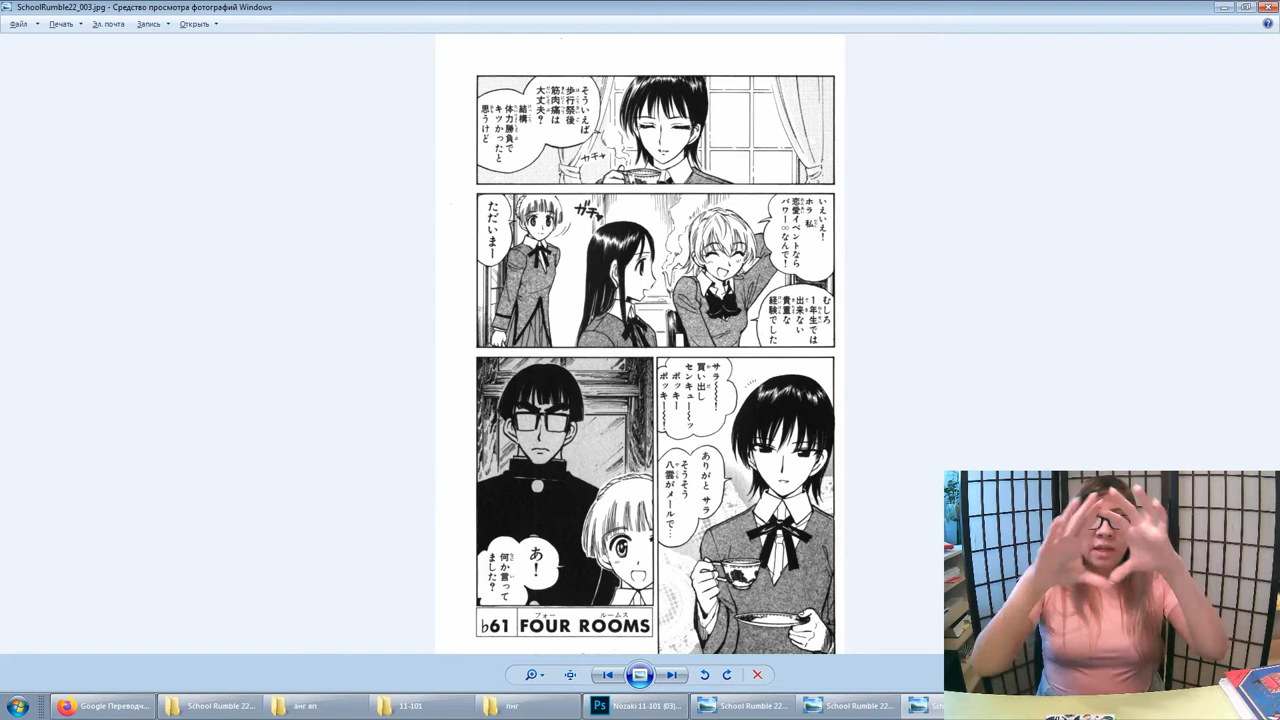 SchoolRumble22_003.jpg - Средство просмотра фотографий Windows
Файл
Печать
Эл. почта
Запись
Открыть
そういえば
歩行祭後
筋肉痛は
大丈夫?
結構
体力勝負で
キツかったと
思うけど
カチャ
いえいえ!
ホラ 私
恋愛イベントなら
パワー∞なんで!
むしろ
1年生では
出来ない
貴重な
経験でした
ガチャ
ただいまー
サラ~~~!
買い出し
センキュー~~ッ
ポッキー
ポッキー~~!
ありがと サラ
そうそう
八雲がメールで…
あ!
何か言って
ました?
♭61
フォー ルームス
FOUR ROOMS
Google Переводч...
School Rumble 22...
анг яп
11-101
пнг
Ps
Nozaki 11-101 (03)...
School Rumble22...
School Rumble22...